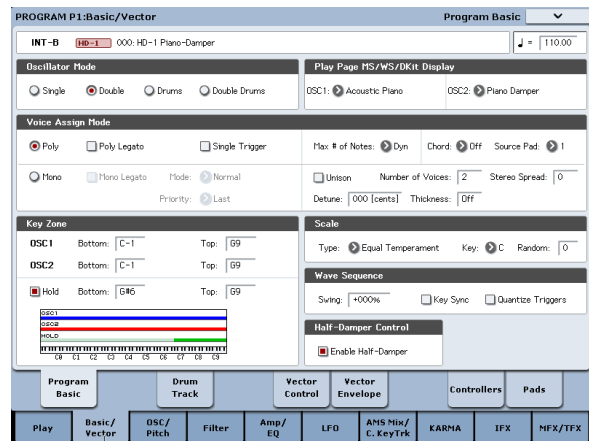 PROGRAM P1:Basic/Vector Program Basic
INT-B HD-1 000: HD-1 Piano-Damper ♩ = 110.00
Oscillator Mode
Single Double Drums Double Drums
Play Page MS/WS/DKit Display
OSC1: Acoustic Piano OSC2: Piano Damper
Voice Assign Mode
Poly Poly Legato Single Trigger Max # of Notes: Dyn Chord: Off Source Pad: 1
Mono Mono Legato Mode: Normal Unison Number of Voices: 2 Stereo Spread: 0
Priority: Last Detune: 000 [cents] Thickness: Off
Key Zone
OSC1 Bottom: C-1 Top: G9
OSC2 Bottom: C-1 Top: G9
Hold Bottom: G#6 Top: G9
OSC1
OSC2
HOLD
C0 C1 C2 C3 C4 C5 C6 C7 C8 C9
Scale
Type: Equal Temperament Key: C Random: 0
Wave Sequence
Swing: +000% Key Sync Quantize Triggers
Half-Damper Control
Enable Half-Damper
Program Basic
Drum Track
Vector Control
Vector Envelope
Controllers
Pads
Play
Basic/ Vector
OSC/ Pitch
Filter
Amp/ EQ
LFO
AMS Mix/ C. KeyTrk
KARMA
IFX
MFX/TFX